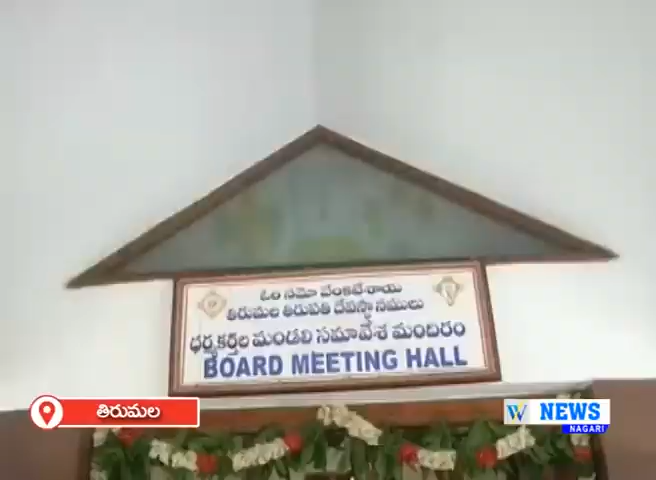 ఓం నమో వేంకటేశాయ
తిరుమల తిరుపతి దేవస్థానములు
ధర్మకర్తల మండలి సమావేశ మందిరం
BOARD MEETING HALL
తిరుమల
W NEWS
NAGARI